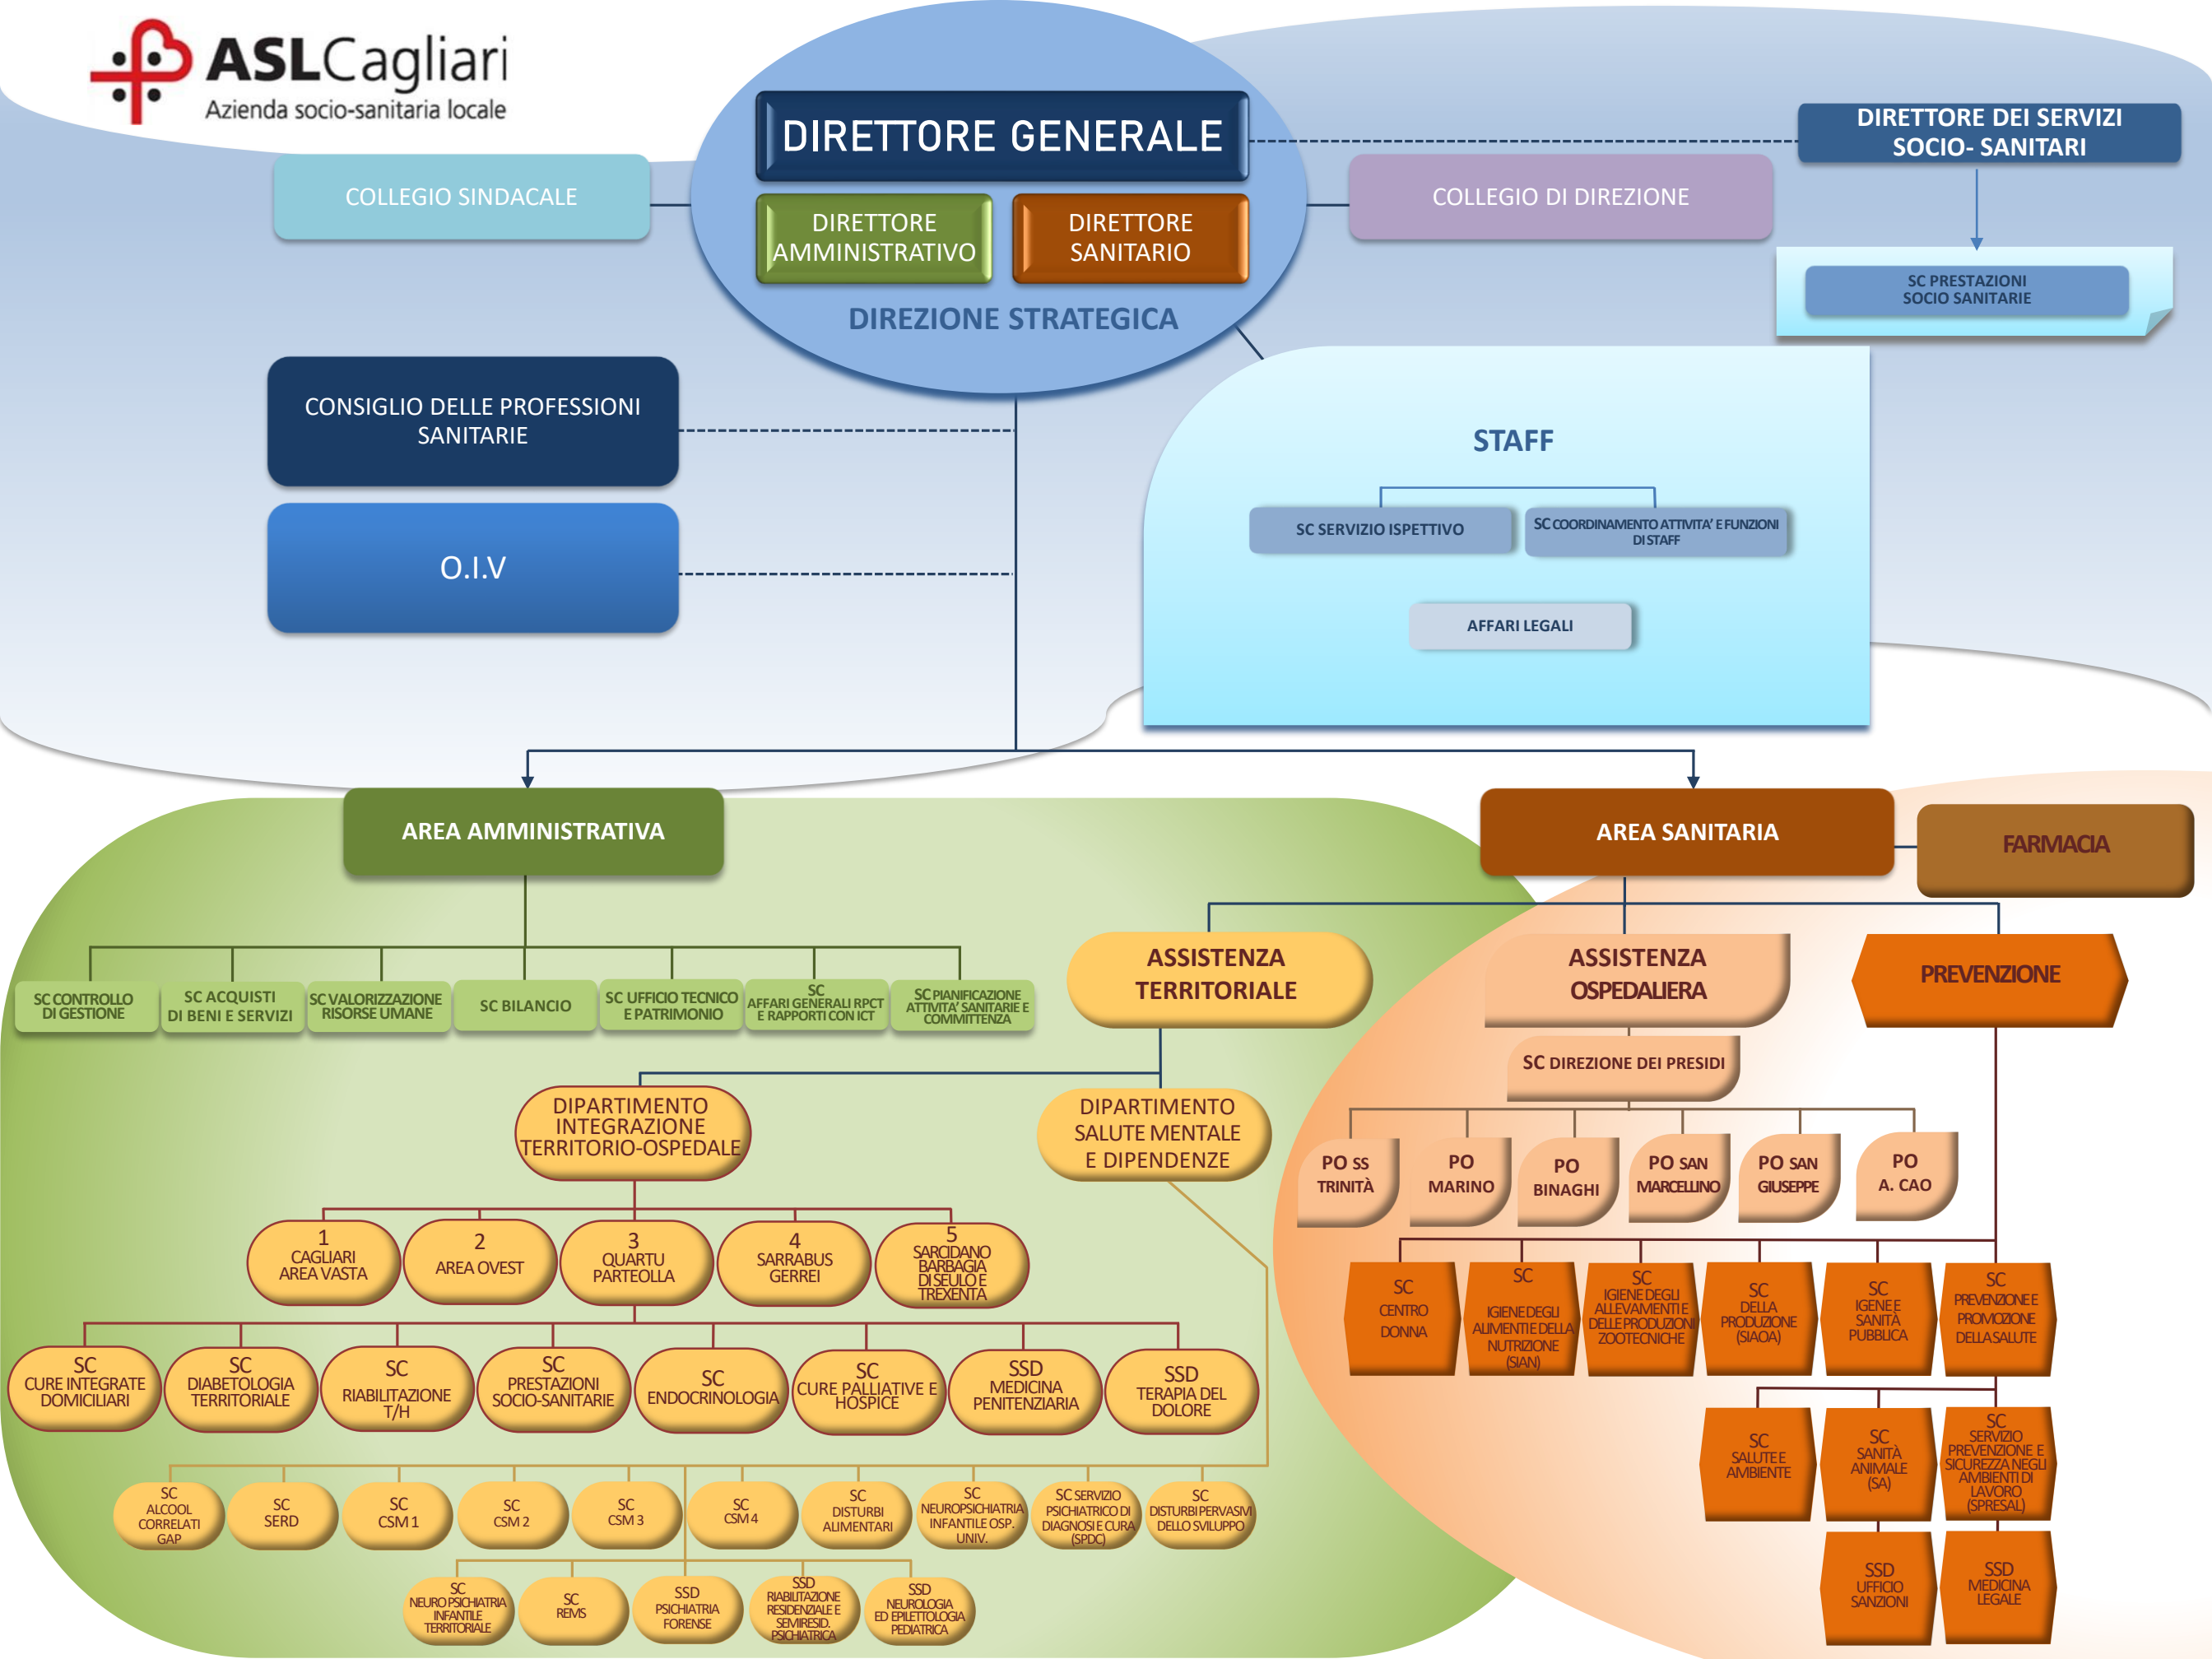 ASLCagliari
Azienda socio-sanitaria locale
DIRETTORE GENERALE
DIRETTORE
AMMINISTRATIVO
DIRETTORE
SANITARIO
DIREZIONE STRATEGICA
DIRETTORE DEI SERVIZI
SOCIO- SANITARI
COLLEGIO SINDACALE
COLLEGIO DI DIREZIONE
SC PRESTAZIONI
SOCIO SANITARIE
CONSIGLIO DELLE PROFESSIONI
SANITARIE
O.I.V
STAFF
SC SERVIZIO ISPETTIVO
SC COORDINAMENTO ATTIVITA' E FUNZIONI
DI STAFF
AFFARI LEGALI
AREA AMMINISTRATIVA
AREA SANITARIA
FARMACIA
SC CONTROLLO
DI GESTIONE
SC ACQUISTI
DI BENI E SERVIZI
SC VALORIZZAZIONE
RISORSE UMANE
SC BILANCIO
SC UFFICIO TECNICO
E PATRIMONIO
SC
AFFARI GENERALI RPCT
E RAPPORTI CON ICT
SC PIANIFICAZIONE
ATTIVITA' SANITARIE E
COMMITTENZA
ASSISTENZA
TERRITORIALE
ASSISTENZA
OSPEDALIERA
PREVENZIONE
SC DIREZIONE DEI PRESIDI
DIPARTIMENTO
INTEGRAZIONE
TERRITORIO-OSPEDALE
DIPARTIMENTO
SALUTE MENTALE
E DIPENDENZE
PO SS
TRINITÀ
PO
MARINO
PO
BINAGHI
PO SAN
MARCELLINO
PO SAN
GIUSEPPE
PO
A. CAO
1
CAGLIARI
AREA VASTA
2
AREA OVEST
3
QUARTU
PARTEOLLA
4
SARRABUS
GERREI
5
SARCIDANO
BARBAGIA
DI SEULO E
TREXENTA
SC
CENTRO
DONNA
SC
IGIENE DEGLI
ALIMENTI E DELLA
NUTRIZIONE
(SIAN)
SC
IGIENE DEGLI
ALLEVAMENTI E
DELLE PRODUZIONI
ZOOTECNICHE
SC
DELLA
PRODUZIONE
(SIAOA)
SC
IGENE E
SANITÀ
PUBBLICA
SC
PREVENZIONE E
PROMOZIONE
DELLA SALUTE
SC
CURE INTEGRATE
DOMICILIARI
SC
DIABETOLOGIA
TERRITORIALE
SC
RIABILITAZIONE
T/H
SC
PRESTAZIONI
SOCIO-SANITARIE
SC
ENDOCRINOLOGIA
SC
CURE PALLIATIVE E
HOSPICE
SSD
MEDICINA
PENITENZIARIA
SSD
TERAPIA DEL
DOLORE
SC
SALUTE E
AMBIENTE
SC
SANITÀ
ANIMALE
(SA)
SC
SERVIZIO
PREVENZIONE E
SICUREZZA NEGLI
AMBIENTI DI
LAVORO
(SPRESAL)
SC
ALCOOL
CORRELATI
GAP
SC
SERD
SC
CSM 1
SC
CSM 2
SC
CSM 3
SC
CSM 4
SC
DISTURBI
ALIMENTARI
SC
NEUROPSICHIATRIA
INFANTILE OSP.
UNIV.
SC SERVIZIO
PSICHIATRICO DI
DIAGNOSI E CURA
(SPDC)
SC
DISTURBI PERVASIVI
DELLO SVILUPPO
SC
NEURO PSICHIATRIA
INFANTILE
TERRITORIALE
SC
REMS
SSD
PSICHIATRIA
FORENSE
SSD
RIABILITAZIONE
RESIDENZIALE E
SEMIRESID.
PSICHIATRICA
SSD
NEUROLOGIA
ED EPILETTOLOGIA
PEDIATRICA
SSD
UFFICIO
SANZIONI
SSD
MEDICINA
LEGALE